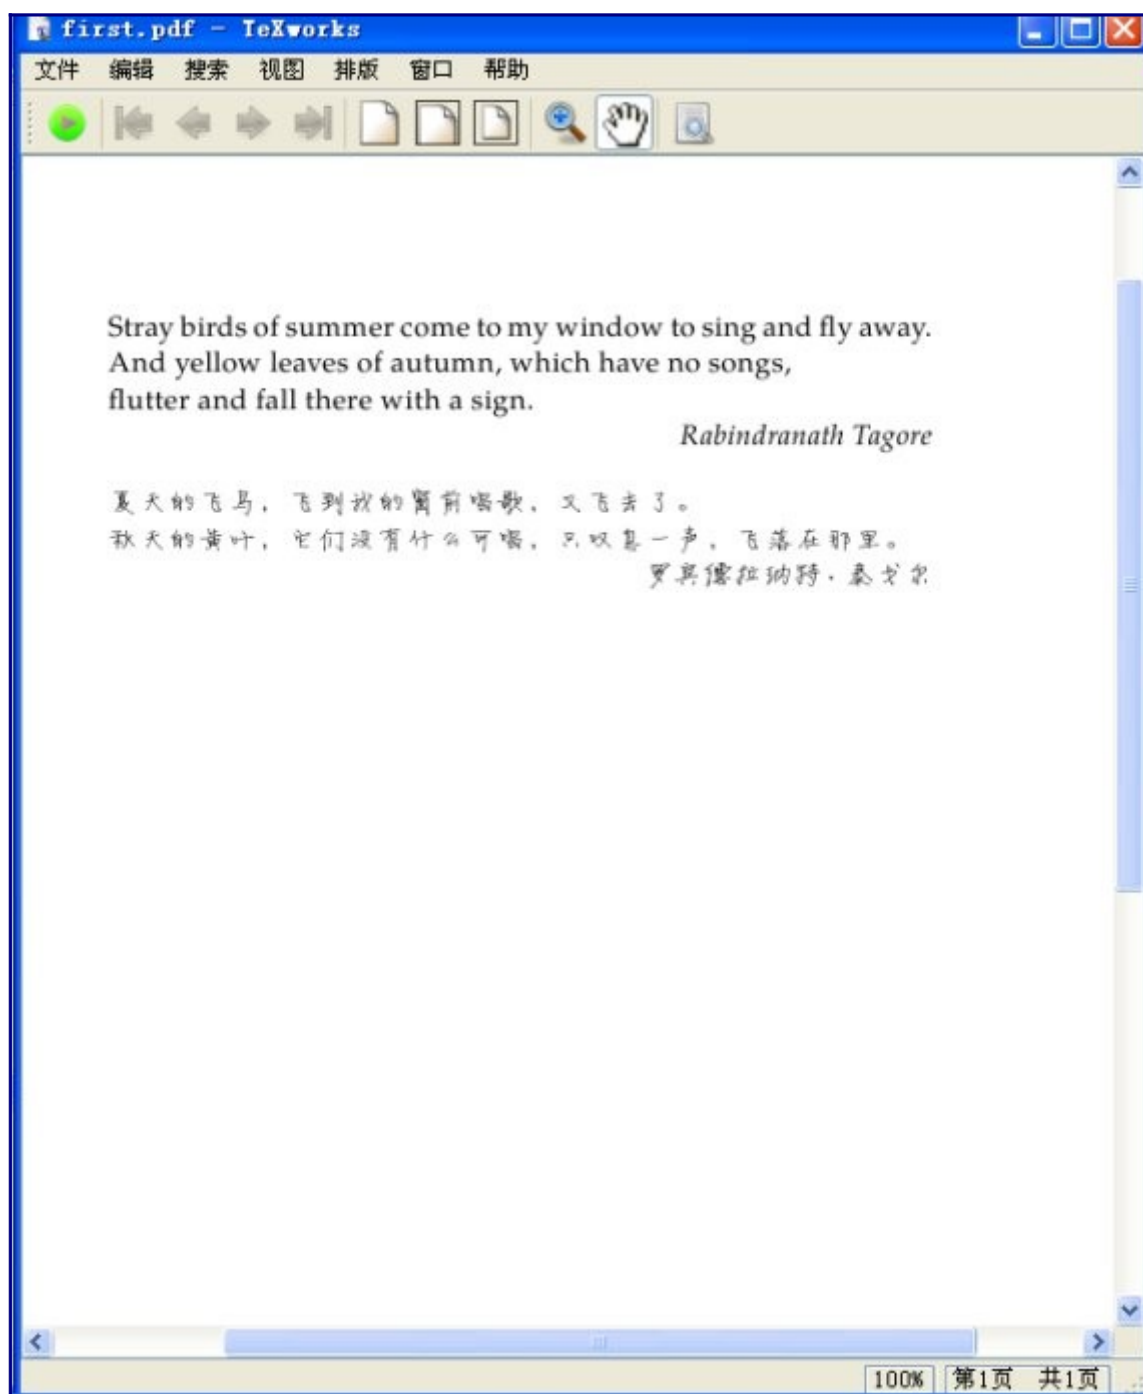 first.pdf - TeXworks
文件 编辑 搜索 视图 排版 窗口 帮助
Stray birds of summer come to my window to sing and fly away.
And yellow leaves of autumn, which have no songs,
flutter and fall there with a sign.
Rabindranath Tagore
夏天的飞鸟，飞到我的窗前唱歌，又飞去了。
秋天的黄叶，它们没有什么可唱，只叹息一声，飞落在那里。
罗宾德拉纳特·泰戈尔
100% 第1页 共1页